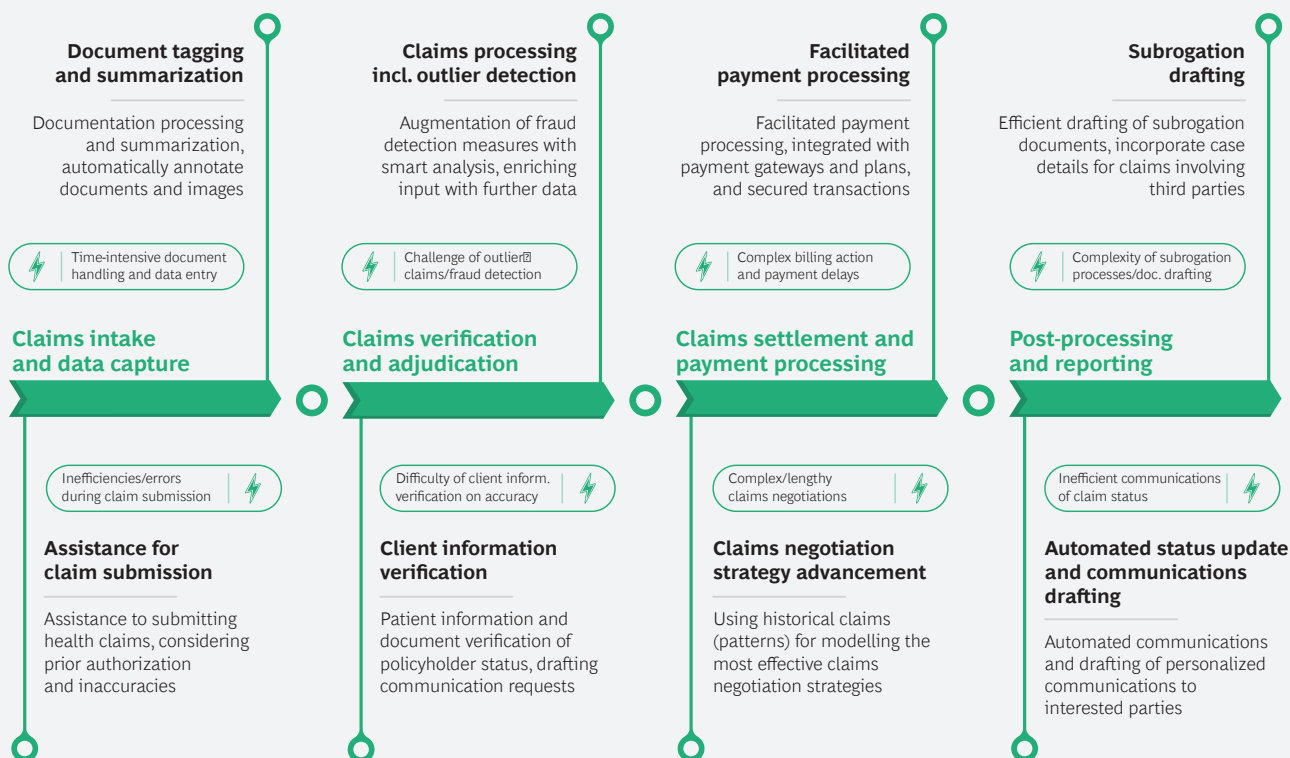 Document tagging
and summarization
Documentation processing
and summarization,
automatically annotate
documents and images
Time-intensive document
handling and data entry
Claims intake
and data capture
Inefficiencies/errors
during claim submission
Assistance for
claim submission
Assistance to submitting
health claims, considering
prior authorization
and inaccuracies
Claims processing
incl. outlier detection
Augmentation of fraud
detection measures with
smart analysis, enriching
input with further data
Challenge of outlier
claims/fraud detection
Claims verification
and adjudication
Difficulty of client inform.
verification on accuracy
Client information
verification
Patient information and
document verification of
policyholder status, drafting
communication requests
Facilitated
payment processing
Facilitated payment
processing, integrated with
payment gateways and plans,
and secured transactions
Complex billing action
and payment delays
Claims settlement and
payment processing
Complex/lengthy
claims negotiations
Claims negotiation
strategy advancement
Using historical claims
(patterns) for modelling the
most effective claims
negotiation strategies
Subrogation
drafting
Efficient drafting of subrogation
documents, incorporate case
details for claims involving
third parties
Complexity of subrogation
processes/doc. drafting
Post-processing
and reporting
Inefficient communications
of claim status
Automated status update
and communications
drafting
Automated communications
and drafting of personalized
communications to
interested parties